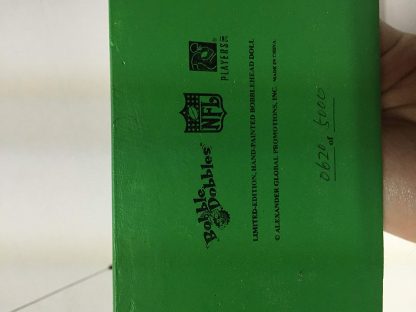 Bobble
Dobbles
NFL
PLAYERS INC
LIMITED-EDITION, HAND-PAINTED BOBBLEHEAD DOLL
© ALEXANDER GLOBAL PROMOTIONS, INC. MADE IN CHINA
0620 of 5000